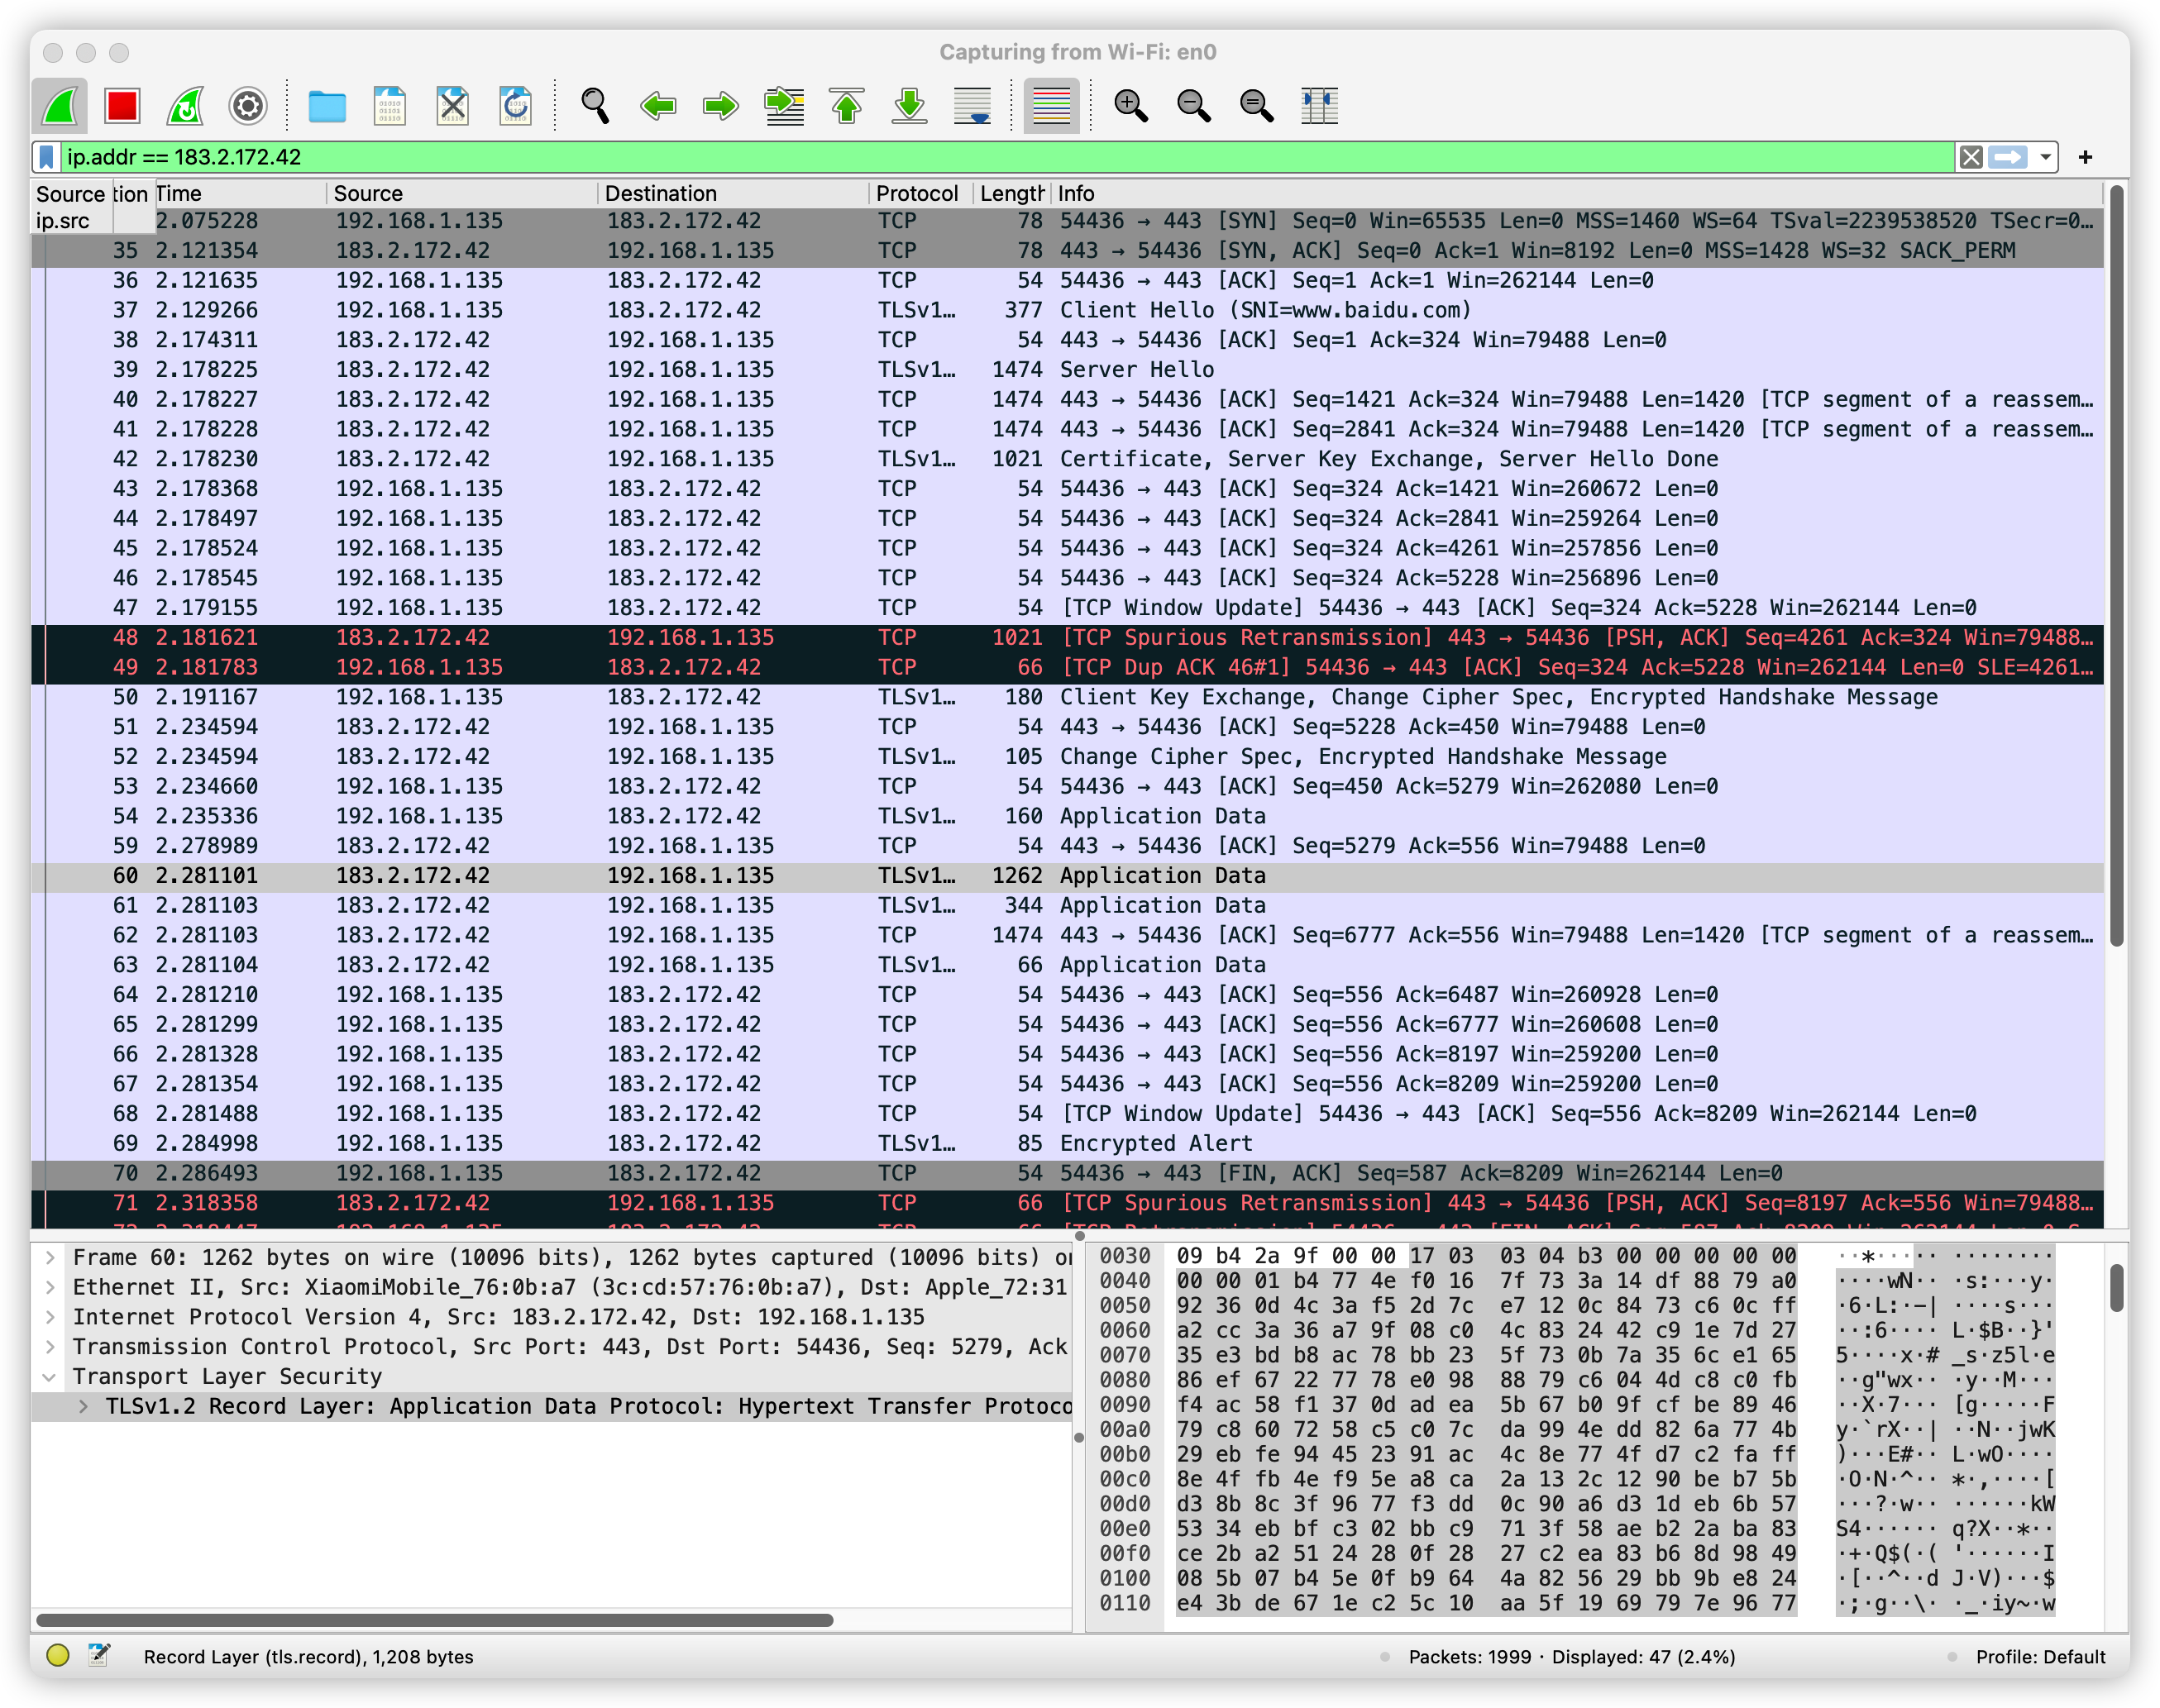 Capturing from Wi-Fi: en0
ip.addr == 183.2.172.42
Source tion Time Source Destination Protocol Length Info
ip.src 2.075228 192.168.1.135 183.2.172.42 TCP 78 54436 → 443 [SYN] Seq=0 Win=65535 Len=0 MSS=1460 WS=64 TSval=2239538520 TSecr=0…
35 2.121354 183.2.172.42 192.168.1.135 TCP 78 443 → 54436 [SYN, ACK] Seq=0 Ack=1 Win=8192 Len=0 MSS=1428 WS=32 SACK_PERM
36 2.121635 192.168.1.135 183.2.172.42 TCP 54 54436 → 443 [ACK] Seq=1 Ack=1 Win=262144 Len=0
37 2.129266 192.168.1.135 183.2.172.42 TLSv1… 377 Client Hello (SNI=www.baidu.com)
38 2.174311 183.2.172.42 192.168.1.135 TCP 54 443 → 54436 [ACK] Seq=1 Ack=324 Win=79488 Len=0
39 2.178225 183.2.172.42 192.168.1.135 TLSv1… 1474 Server Hello
40 2.178227 183.2.172.42 192.168.1.135 TCP 1474 443 → 54436 [ACK] Seq=1421 Ack=324 Win=79488 Len=1420 [TCP segment of a reassem…
41 2.178228 183.2.172.42 192.168.1.135 TCP 1474 443 → 54436 [ACK] Seq=2841 Ack=324 Win=79488 Len=1420 [TCP segment of a reassem…
42 2.178230 183.2.172.42 192.168.1.135 TLSv1… 1021 Certificate, Server Key Exchange, Server Hello Done
43 2.178368 192.168.1.135 183.2.172.42 TCP 54 54436 → 443 [ACK] Seq=324 Ack=1421 Win=260672 Len=0
44 2.178497 192.168.1.135 183.2.172.42 TCP 54 54436 → 443 [ACK] Seq=324 Ack=2841 Win=259264 Len=0
45 2.178524 192.168.1.135 183.2.172.42 TCP 54 54436 → 443 [ACK] Seq=324 Ack=4261 Win=257856 Len=0
46 2.178545 192.168.1.135 183.2.172.42 TCP 54 54436 → 443 [ACK] Seq=324 Ack=5228 Win=256896 Len=0
47 2.179155 192.168.1.135 183.2.172.42 TCP 54 [TCP Window Update] 54436 → 443 [ACK] Seq=324 Ack=5228 Win=262144 Len=0
48 2.181621 183.2.172.42 192.168.1.135 TCP 1021 [TCP Spurious Retransmission] 443 → 54436 [PSH, ACK] Seq=4261 Ack=324 Win=79488…
49 2.181783 192.168.1.135 183.2.172.42 TCP 66 [TCP Dup ACK 46#1] 54436 → 443 [ACK] Seq=324 Ack=5228 Win=262144 Len=0 SLE=4261…
50 2.191167 192.168.1.135 183.2.172.42 TLSv1… 180 Client Key Exchange, Change Cipher Spec, Encrypted Handshake Message
51 2.234594 183.2.172.42 192.168.1.135 TCP 54 443 → 54436 [ACK] Seq=5228 Ack=450 Win=79488 Len=0
52 2.234594 183.2.172.42 192.168.1.135 TLSv1… 105 Change Cipher Spec, Encrypted Handshake Message
53 2.234660 192.168.1.135 183.2.172.42 TCP 54 54436 → 443 [ACK] Seq=450 Ack=5279 Win=262080 Len=0
54 2.235336 192.168.1.135 183.2.172.42 TLSv1… 160 Application Data
59 2.278989 183.2.172.42 192.168.1.135 TCP 54 443 → 54436 [ACK] Seq=5279 Ack=556 Win=79488 Len=0
60 2.281101 183.2.172.42 192.168.1.135 TLSv1… 1262 Application Data
61 2.281103 183.2.172.42 192.168.1.135 TLSv1… 344 Application Data
62 2.281103 183.2.172.42 192.168.1.135 TCP 1474 443 → 54436 [ACK] Seq=6777 Ack=556 Win=79488 Len=1420 [TCP segment of a reassem…
63 2.281104 183.2.172.42 192.168.1.135 TLSv1… 66 Application Data
64 2.281210 192.168.1.135 183.2.172.42 TCP 54 54436 → 443 [ACK] Seq=556 Ack=6487 Win=260928 Len=0
65 2.281299 192.168.1.135 183.2.172.42 TCP 54 54436 → 443 [ACK] Seq=556 Ack=6777 Win=260608 Len=0
66 2.281328 192.168.1.135 183.2.172.42 TCP 54 54436 → 443 [ACK] Seq=556 Ack=8197 Win=259200 Len=0
67 2.281354 192.168.1.135 183.2.172.42 TCP 54 54436 → 443 [ACK] Seq=556 Ack=8209 Win=259200 Len=0
68 2.281488 192.168.1.135 183.2.172.42 TCP 54 [TCP Window Update] 54436 → 443 [ACK] Seq=556 Ack=8209 Win=262144 Len=0
69 2.284998 192.168.1.135 183.2.172.42 TLSv1… 85 Encrypted Alert
70 2.286493 192.168.1.135 183.2.172.42 TCP 54 54436 → 443 [FIN, ACK] Seq=587 Ack=8209 Win=262144 Len=0
71 2.318358 183.2.172.42 192.168.1.135 TCP 66 [TCP Spurious Retransmission] 443 → 54436 [PSH, ACK] Seq=8197 Ack=556 Win=79488…
Frame 60: 1262 bytes on wire (10096 bits), 1262 bytes captured (10096 bits) on
Ethernet II, Src: XiaomiMobile_76:0b:a7 (3c:cd:57:76:0b:a7), Dst: Apple_72:31
Internet Protocol Version 4, Src: 183.2.172.42, Dst: 192.168.1.135
Transmission Control Protocol, Src Port: 443, Dst Port: 54436, Seq: 5279, Ack
Transport Layer Security
TLSv1.2 Record Layer: Application Data Protocol: Hypertext Transfer Protoco
0030 09 b4 2a 9f 00 00 17 03 03 04 b3 00 00 00 00 00 ··*····· ········
0040 00 00 01 b4 77 4e f0 16 7f 73 3a 14 df 88 79 a0 ····wN·· ·s:···y·
0050 92 36 0d 4c 3a f5 2d 7c e7 12 0c 84 73 c6 0c ff ·6·L:·-| ····s···
0060 a2 cc 3a 36 a7 9f 08 c0 4c 83 24 42 c9 1e 7d 27 ··:6···· L·$B··}'
0070 35 e3 bd b8 ac 78 bb 23 5f 73 0b 7a 35 6c e1 65 5····x·# _s·z5l·e
0080 86 ef 67 22 77 78 e0 98 88 79 c6 04 4d c8 c0 fb ··g"wx·· ·y··M···
0090 f4 ac 58 f1 37 0d ad ea 5b 67 b0 9f cf be 89 46 ··X·7··· [g·····F
00a0 79 c8 60 72 58 c5 c0 7c da 99 4e dd 82 6a 77 4b y·`rX··| ··N··jwK
00b0 29 eb fe 94 45 23 91 ac 4c 8e 77 4f d7 c2 fa ff )···E#·· L·wO····
00c0 8e 4f fb 4e f9 5e a8 ca 2a 13 2c 12 90 be b7 5b ·O·N·^·· *·,····[
00d0 d3 8b 8c 3f 96 77 f3 dd 0c 90 a6 d3 1d eb 6b 57 ···?·w·· ······kW
00e0 53 34 eb bf c3 02 bb c9 71 3f 58 ae b2 2a ba 83 S4······ q?X··*··
00f0 ce 2b a2 51 24 28 0f 28 27 c2 ea 83 b6 8d 98 49 ·+·Q$(·( '······I
0100 08 5b 07 b4 5e 0f b9 64 4a 82 56 29 bb 9b e8 24 ·[··^··d J·V)···$
0110 e4 3b de 67 1e c2 5c 10 aa 5f 19 69 79 7e 96 77 ·;·g··\· ·_·iy~·w
Record Layer (tls.record), 1,208 bytes
Packets: 1999 · Displayed: 47 (2.4%)
Profile: Default